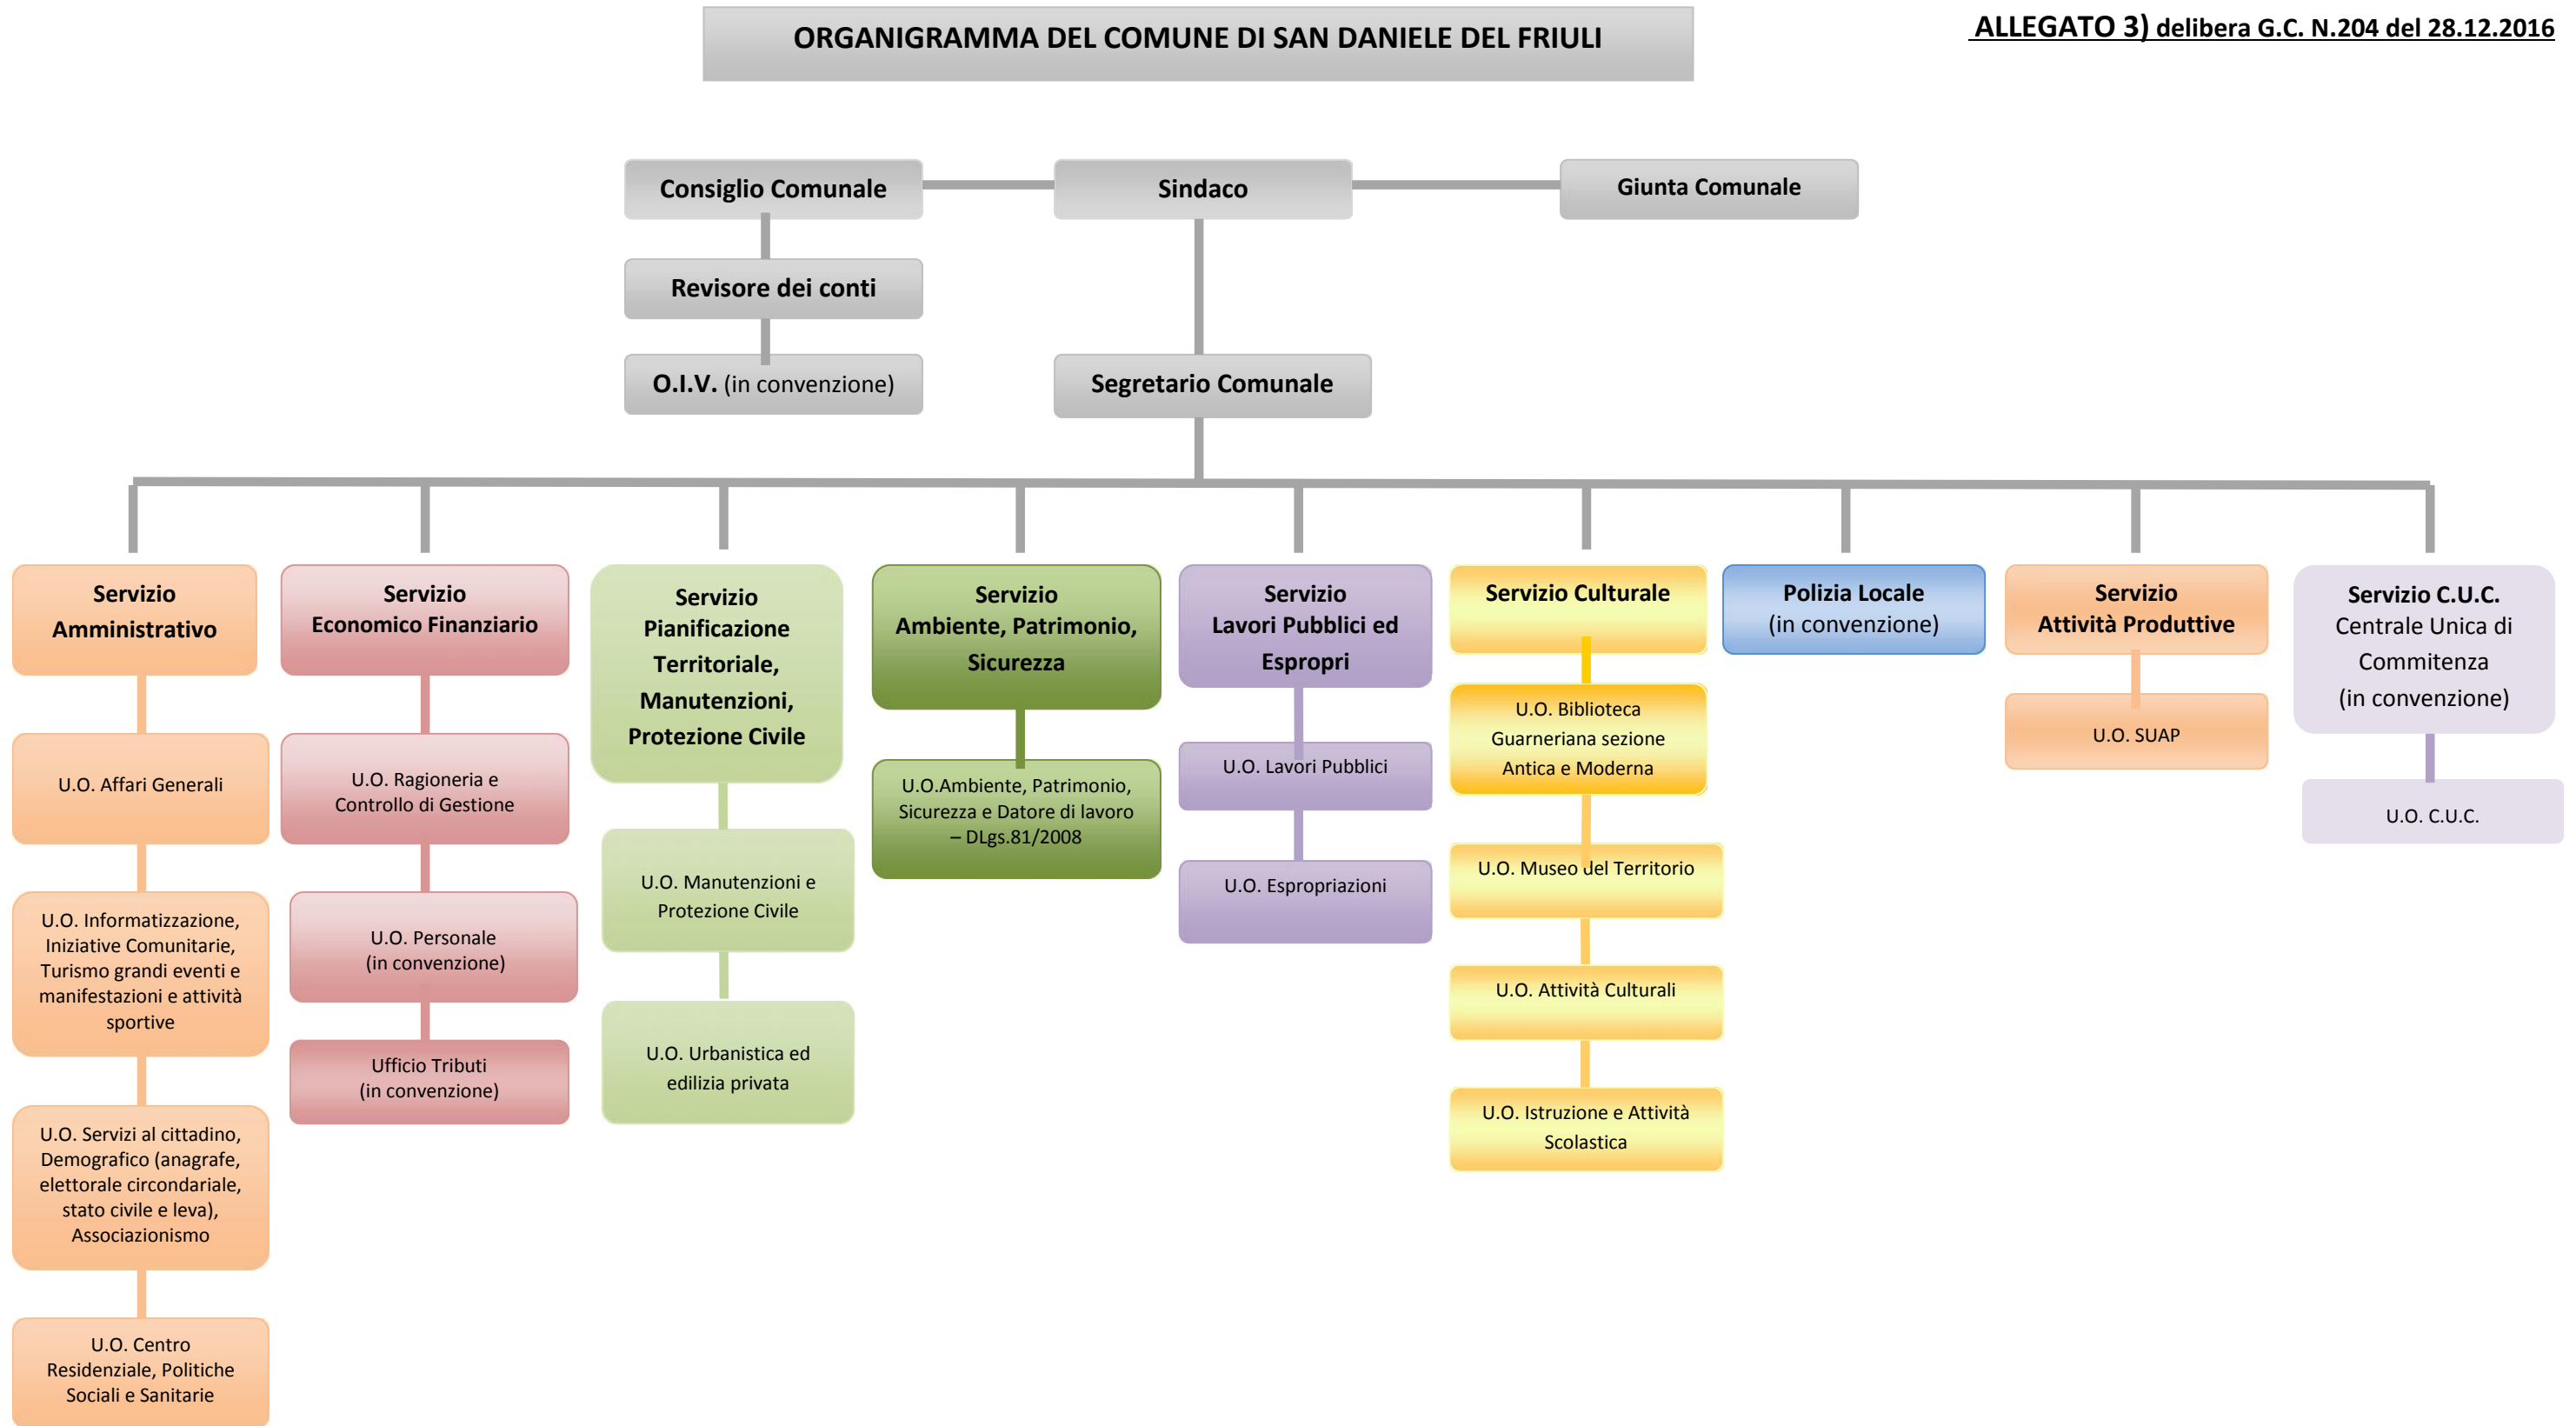 ORGANIGRAMMA DEL COMUNE DI SAN DANIELE DEL FRIULI
ALLEGATO 3) delibera G.C. N.204 del 28.12.2016
Consiglio Comunale
Sindaco
Giunta Comunale
Revisore dei conti
O.I.V. (in convenzione)
Segretario Comunale
Servizio
Amministrativo
U.O. Affari Generali
U.O. Informatizzazione,
Iniziative Comunitarie,
Turismo grandi eventi e
manifestazioni e attività
sportive
U.O. Servizi al cittadino,
Demografico (anagrafe,
elettorale circondariale,
stato civile e leva),
Associazionismo
U.O. Centro
Residenziale, Politiche
Sociali e Sanitarie
Servizio
Economico Finanziario
U.O. Ragioneria e
Controllo di Gestione
U.O. Personale
(in convenzione)
Ufficio Tributi
(in convenzione)
Servizio
Pianificazione
Territoriale,
Manutenzioni,
Protezione Civile
U.O. Manutenzioni e
Protezione Civile
U.O. Urbanistica ed
edilizia privata
Servizio
Ambiente, Patrimonio,
Sicurezza
U.O.Ambiente, Patrimonio,
Sicurezza e Datore di lavoro
– DLgs.81/2008
Servizio
Lavori Pubblici ed
Espropri
U.O. Lavori Pubblici
U.O. Espropriazioni
Servizio Culturale
U.O. Biblioteca
Guarneriana sezione
Antica e Moderna
U.O. Museo del Territorio
U.O. Attività Culturali
U.O. Istruzione e Attività
Scolastica
Polizia Locale
(in convenzione)
Servizio
Attività Produttive
U.O. SUAP
Servizio C.U.C.
Centrale Unica di
Commitenza
(in convenzione)
U.O. C.U.C.